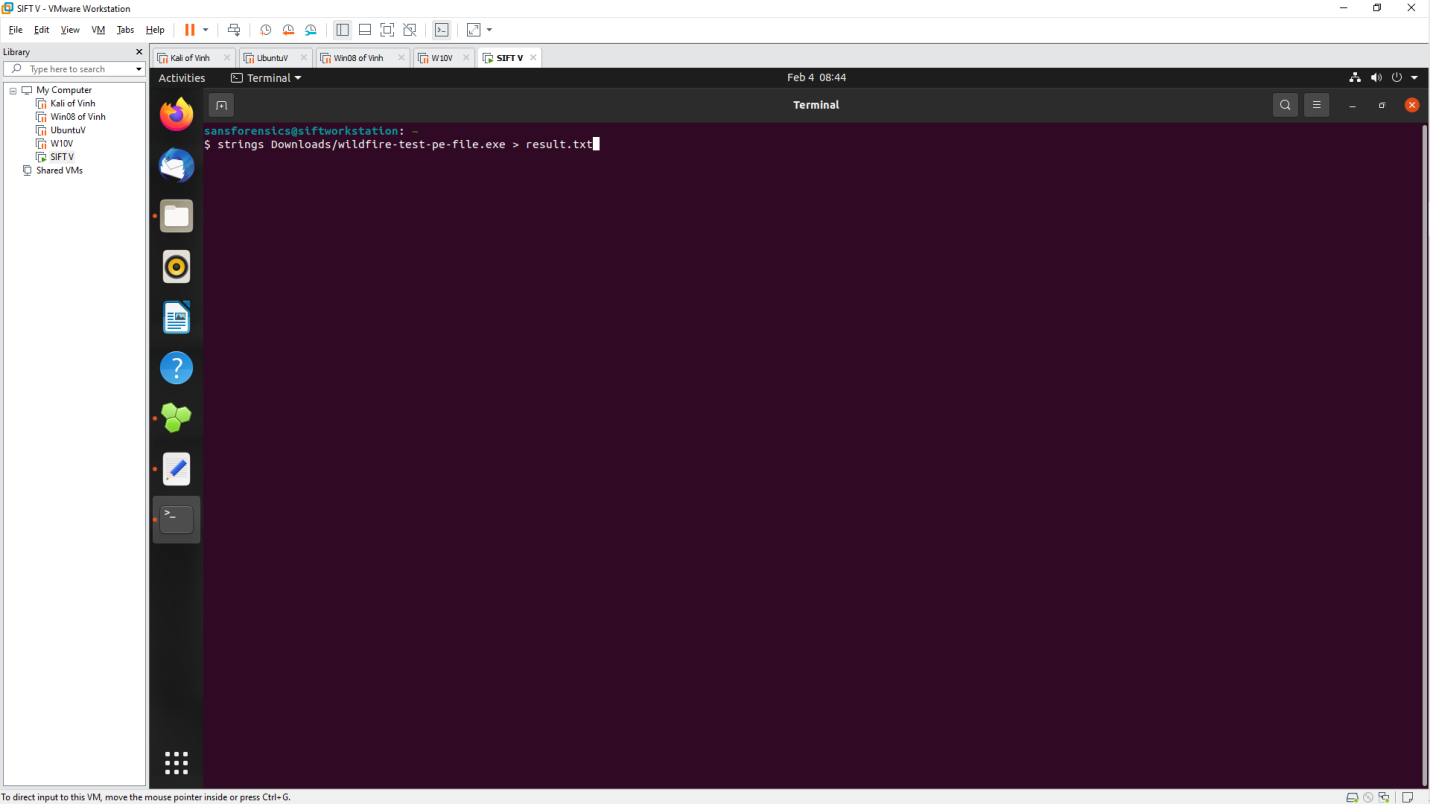 SIFT V - VMware Workstation
File Edit View VM Tabs Help
Library
Type here to search
My Computer
Kali of Vinh
Win08 of Vinh
UbuntuV
W10V
SIFT V
Shared VMs
Kali of Vinh UbuntuV Win08 of Vinh W10V SIFT V
Activities Terminal Feb 4 08:44
Terminal
sansforensics@siftworkstation: ~
$ strings Downloads/wildfire-test-pe-file.exe > result.txt
To direct input to this VM, move the mouse pointer inside or press Ctrl+G.